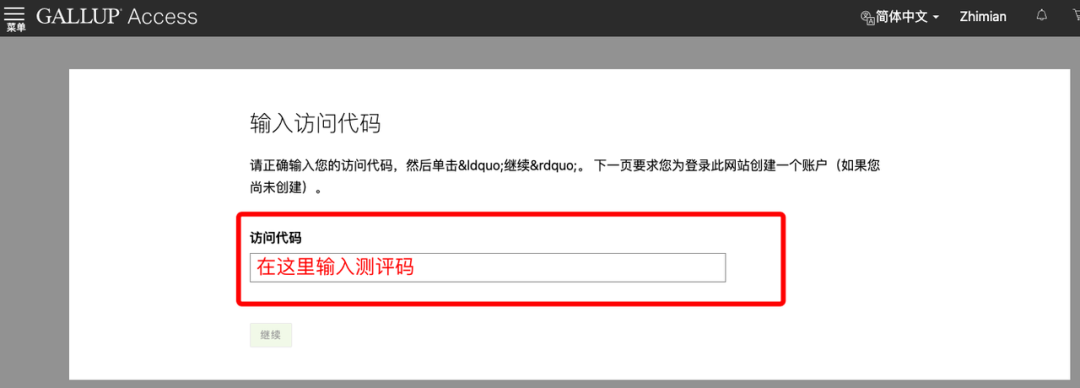 GALLUP® Access
简体中文
Zhimian
菜单
输入访问代码
请正确输入您的访问代码，然后单击&ldquo;继续&rdquo;。 下一页要求您为登录此网站创建一个账户（如果您
尚未创建）。
访问代码
在这里输入测评码
继续